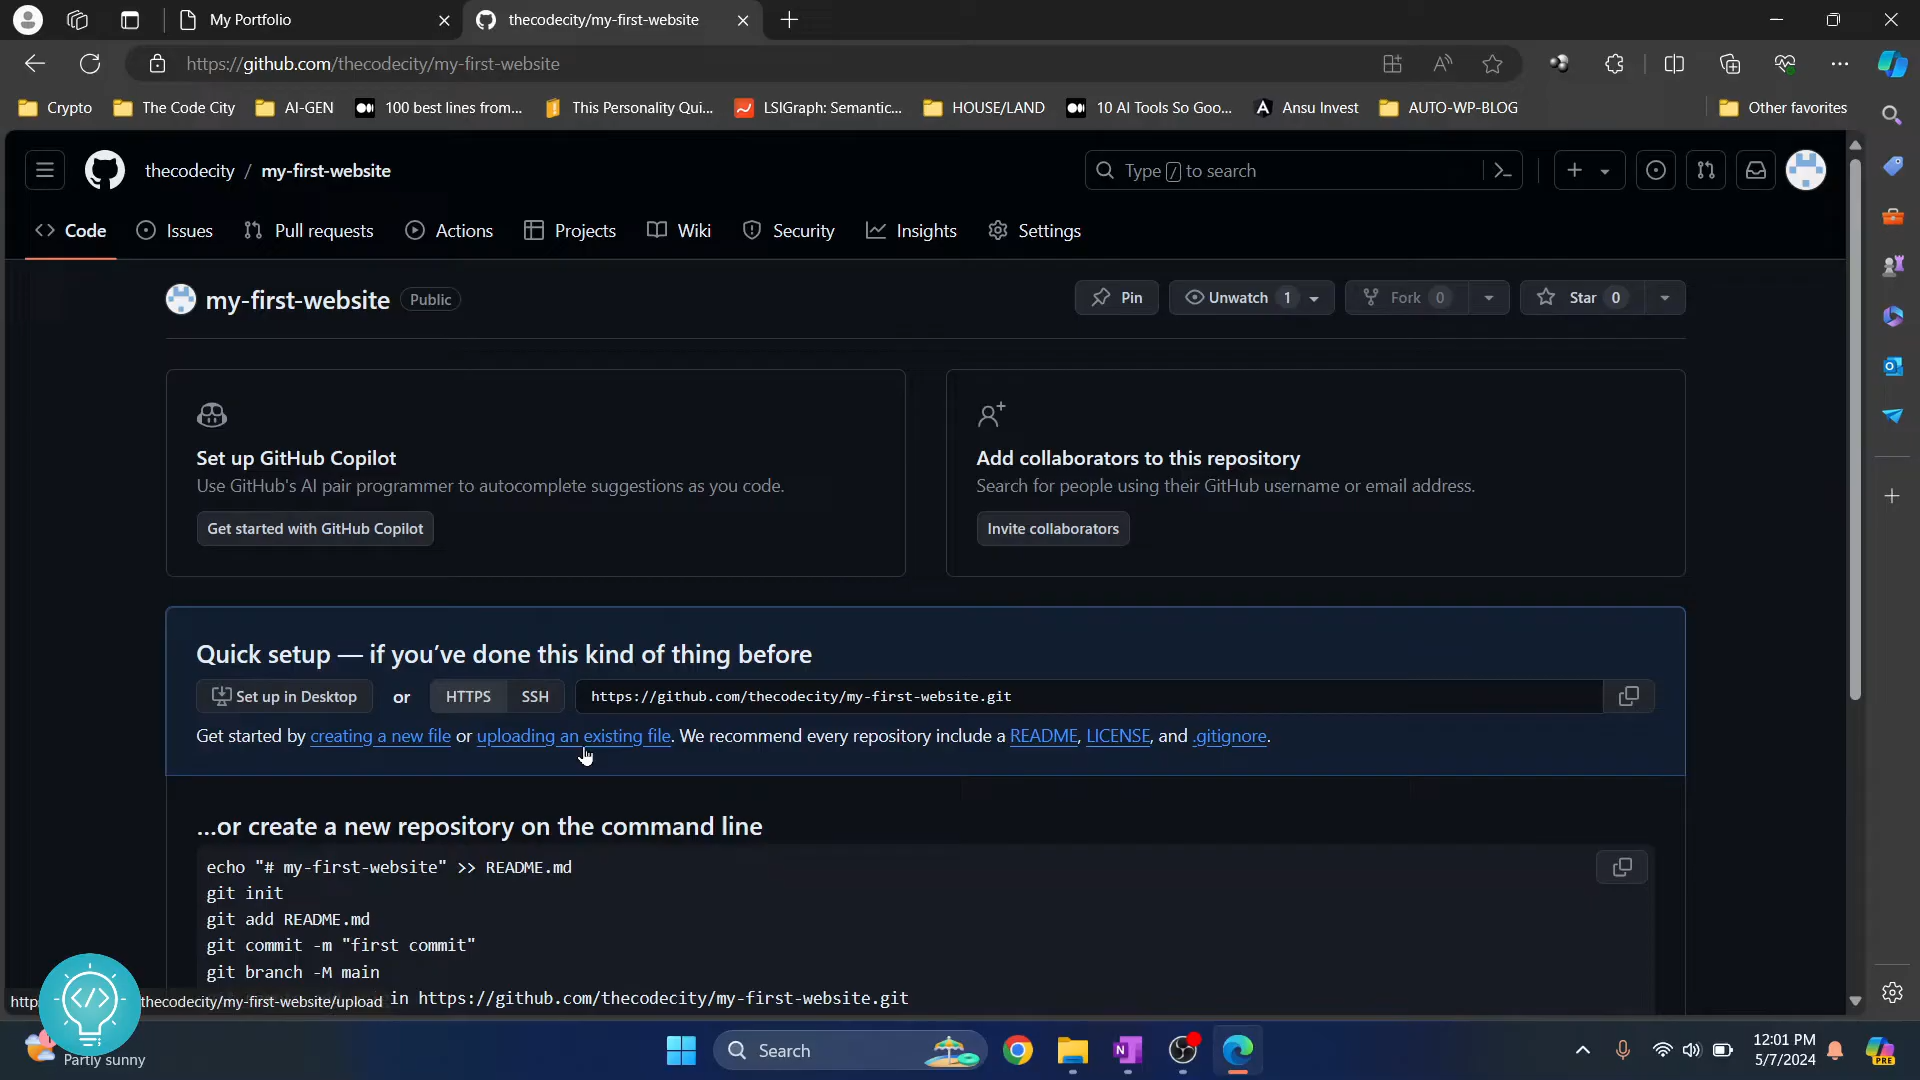 My Portfolio
thecodecity/my-first-website
https://github.com/thecodecity/my-first-website
Crypto
The Code City
AI-GEN
100 best lines from...
This Personality Qui...
LSIGraph: Semantic...
HOUSE/LAND
10 AI Tools So Goo...
Ansu Invest
AUTO-WP-BLOG
Other favorites
thecodecity / my-first-website
Type / to search
Code
Issues
Pull requests
Actions
Projects
Wiki
Security
Insights
Settings
my-first-website Public
Pin
Unwatch 1
Fork 0
Star 0
Set up GitHub Copilot
Use GitHub's AI pair programmer to autocomplete suggestions as you code.
Get started with GitHub Copilot
Add collaborators to this repository
Search for people using their GitHub username or email address.
Invite collaborators
Quick setup — if you've done this kind of thing before
Set up in Desktop or HTTPS SSH https://github.com/thecodecity/my-first-website.git
Get started by creating a new file or uploading an existing file. We recommend every repository include a README, LICENSE, and .gitignore.
...or create a new repository on the command line
echo "# my-first-website" >> README.md
git init
git add README.md
git commit -m "first commit"
git branch -M main
in https://github.com/thecodecity/my-first-website.git
http
thecodecity/my-first-website/upload
</>
Partly sunny
Search
12:01 PM
5/7/2024
PRE